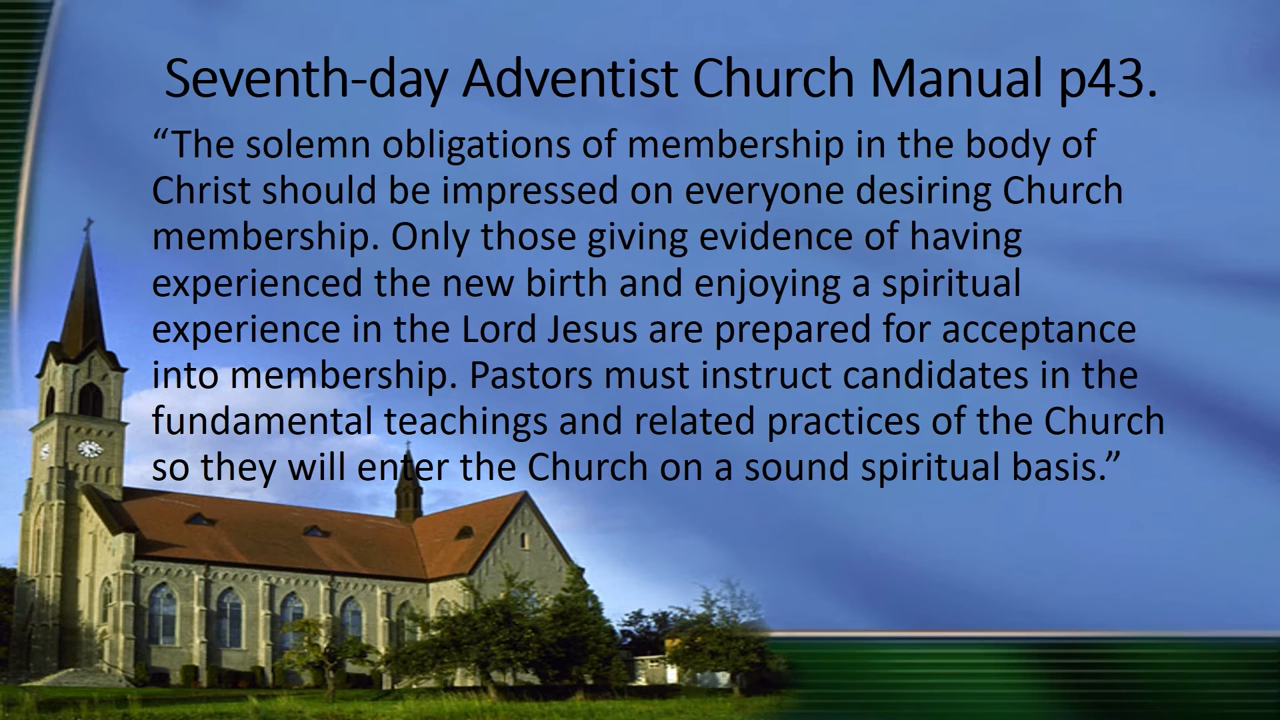 Seventh-day Adventist Church Manual p43.
“The solemn obligations of membership in the body of
Christ should be impressed on everyone desiring Church
membership. Only those giving evidence of having
experienced the new birth and enjoying a spiritual
experience in the Lord Jesus are prepared for acceptance
into membership. Pastors must instruct candidates in the
fundamental teachings and related practices of the Church
so they will enter the Church on a sound spiritual basis.”